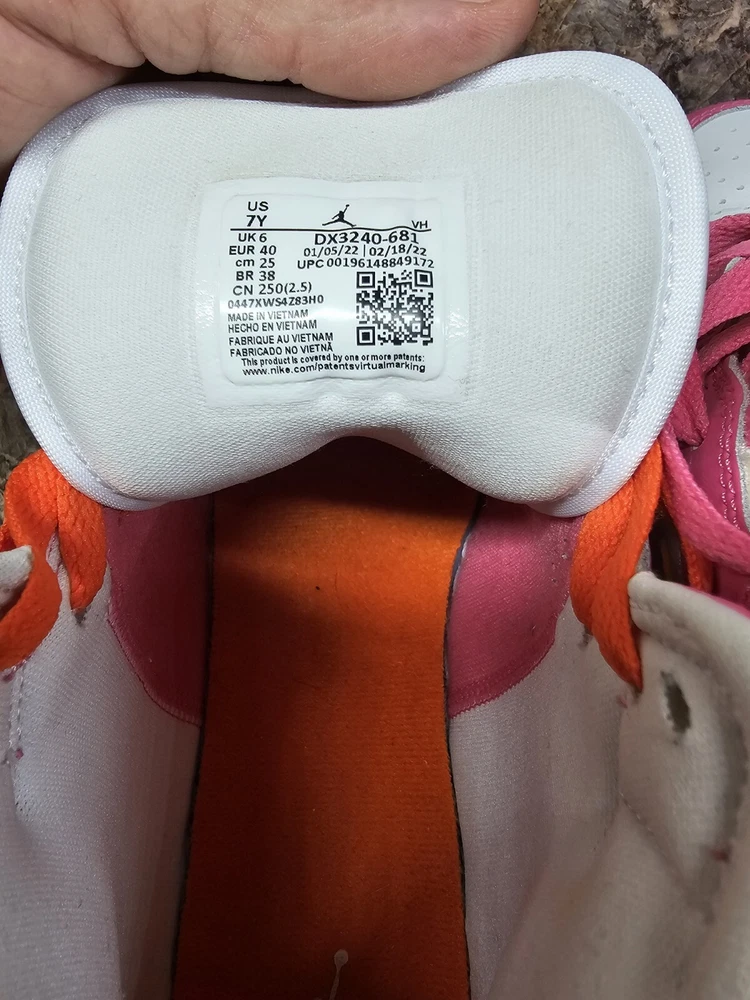 US
7Y
VH
UK 6
EUR 40
cm 25
BR 38
CN 250(2.5)
DX3240-681
01/05/22 | 02/18/22
UPC 00196148849172
0447XWS4Z83H0
MADE IN VIETNAM
HECHO EN VIETNAM
FABRIQUE AU VIETNAM
FABRICADO NO VIETNÃ
This product is covered by one or more patents:
www.nike.com/patentsvirtualmarking